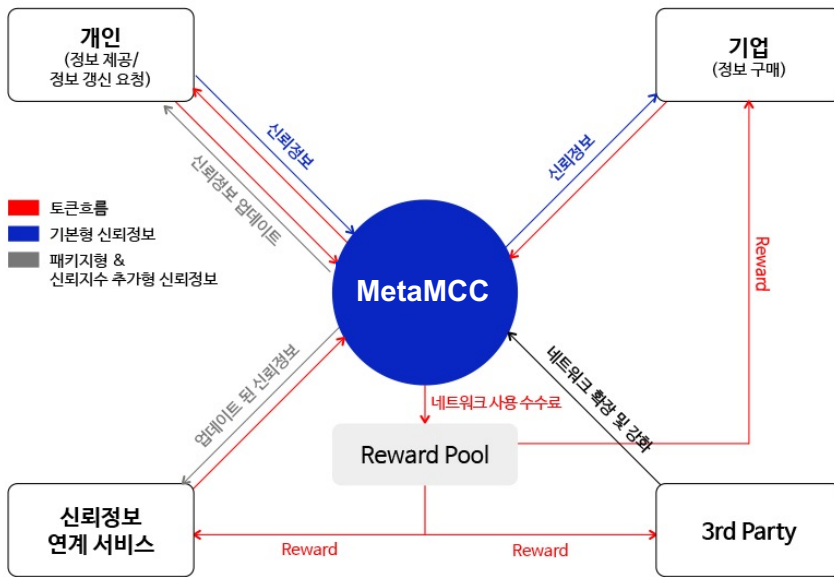 개인
(정보 제공/
정보 갱신 요청)
기업
(정보 구매)
신뢰정보
신뢰정보
신뢰정보 업데이트
토큰흐름
기본형 신뢰정보
패키지형 &
신뢰지수 추가형 신뢰정보
Reward
MetaMCC
업데이트 된 신뢰정보
네트워크 확장 및 강화
네트워크 사용 수수료
Reward Pool
신뢰정보
연계 서비스
Reward
Reward
3rd Party